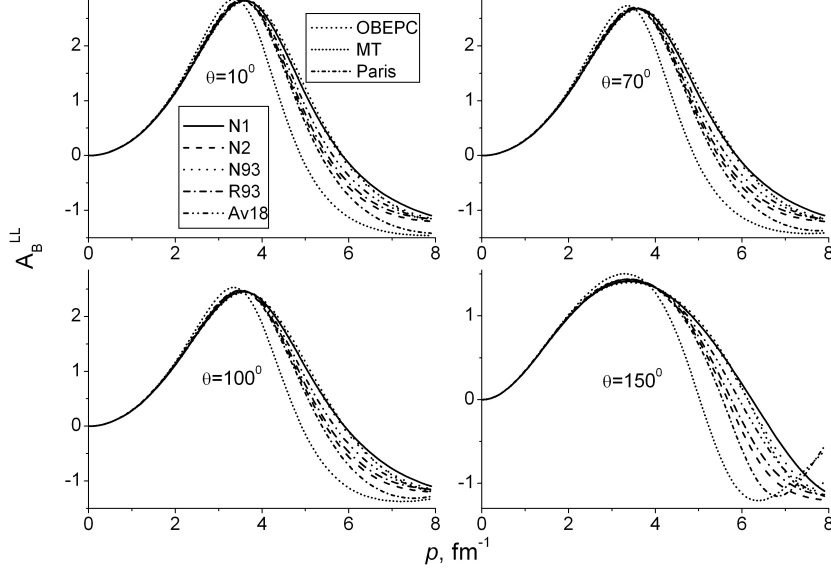 2
1
0
-1
0 2 4 6 8
θ=10⁰
OBEPC
MT
Paris
N1
N2
N93
R93
Av18
2
1
0
-1
0 2 4 6 8
θ=70⁰
A_B^LL
2
1
0
-1
0 2 4 6 8
θ=100⁰
1
0
-1
0 2 4 6 8
θ=150⁰
p, fm⁻¹